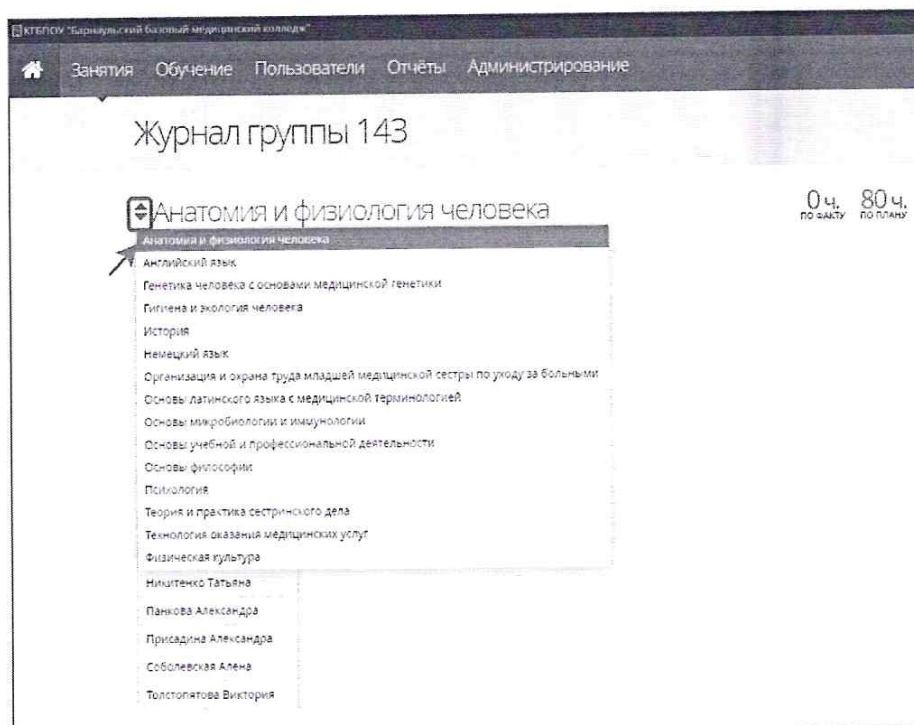 КГБПОУ "Барнаульский базовый медицинский колледж"
Занятия Обучение Пользователи Отчёты Администрирование
Журнал группы 143
Анатомия и физиология человека
0 ч. 80 ч.
ПО ФАКТУ ПО ПЛАНУ
Анатомия и физиология человека
Английский язык
Генетика человека с основами медицинской генетики
Гигиена и экология человека
История
Немецкий язык
Организация и охрана труда младшей медицинской сестры по уходу за больными
Основы латинского языка с медицинской терминологией
Основы микробиологии и иммунологии
Основы учебной и профессиональной деятельности
Основы философии
Психология
Теория и практика сестринского дела
Технология оказания медицинских услуг
Физическая культура
Никитенко Татьяна
Панкова Александра
Присадина Александра
Соболевская Алена
Толстопятова Виктория